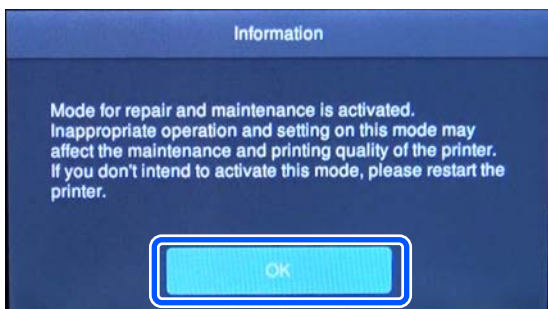 Information
Mode for repair and maintenance is activated.
Inappropriate operation and setting on this mode may
affect the maintenance and printing quality of the printer.
If you don't intend to activate this mode, please restart the
printer.
OK